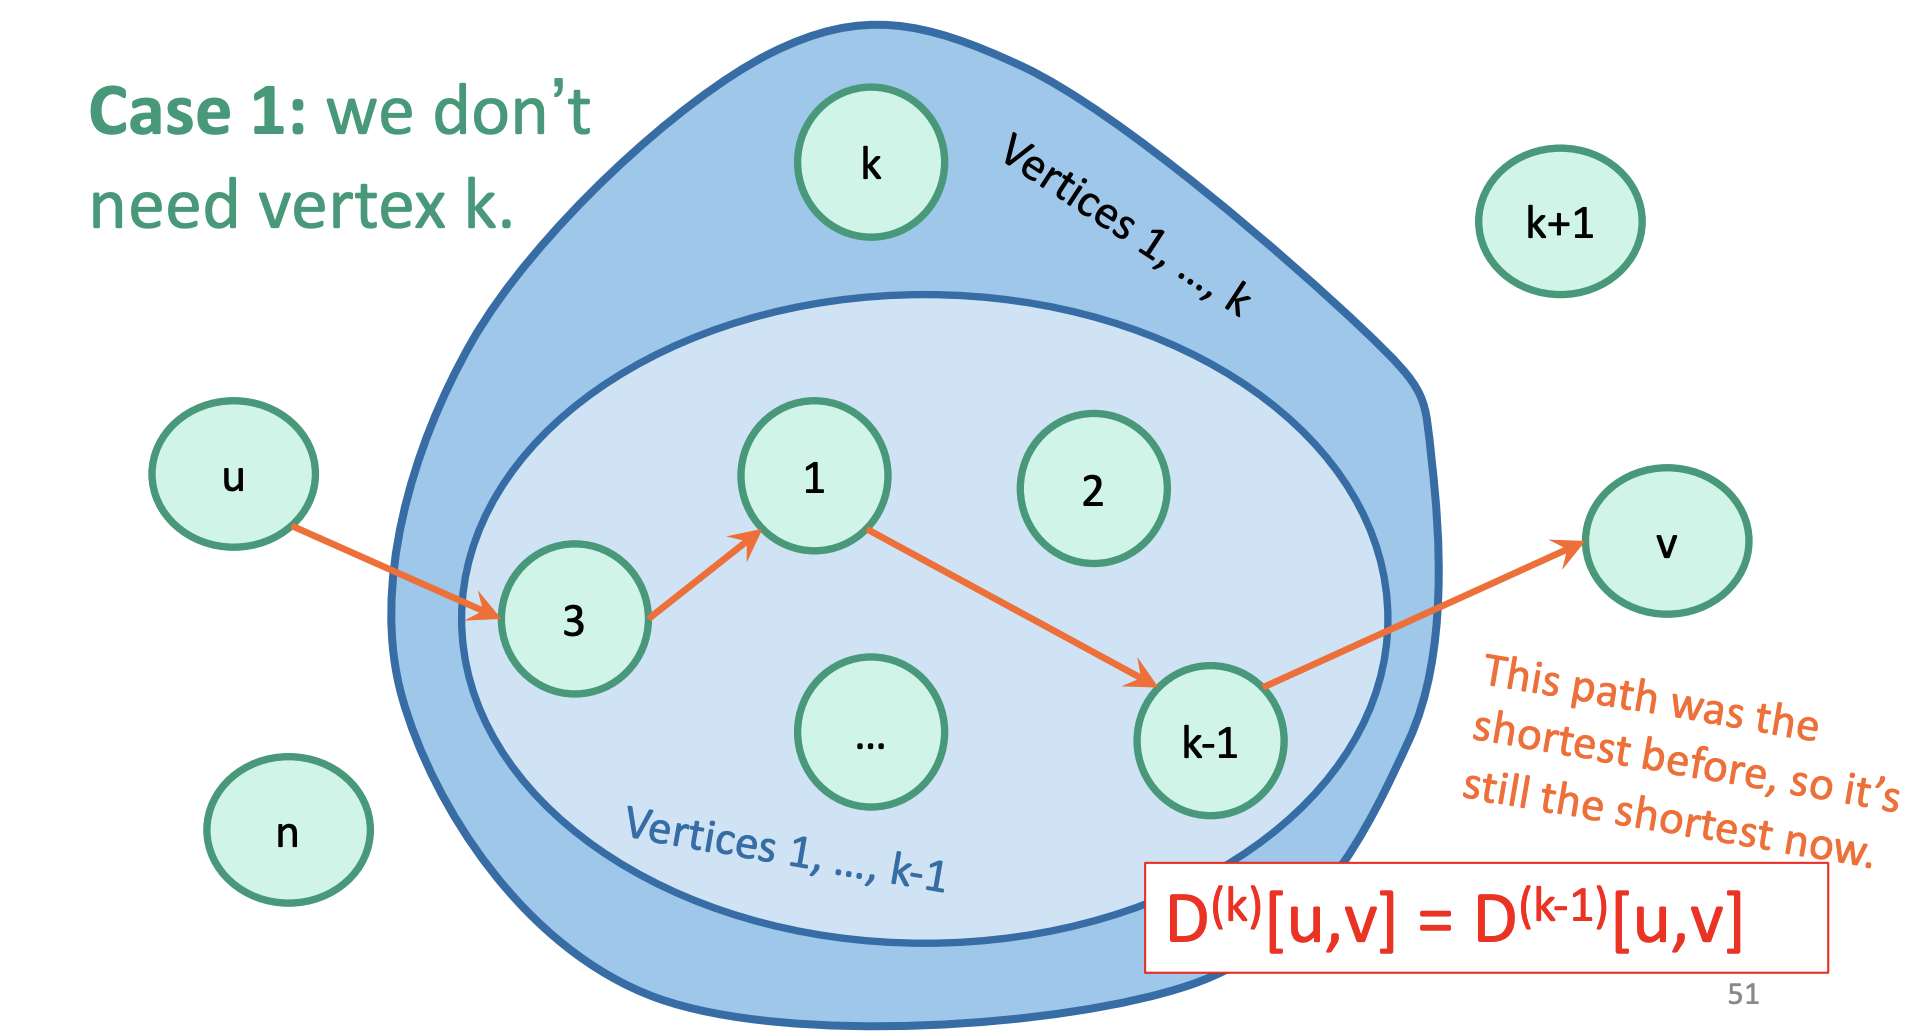 Case 1: we don’t
need vertex k.
k
Vertices 1, …, k
k+1
u
1
2
v
3
…
k-1
n
Vertices 1, …, k-1
This path was the
shortest before, so it’s
still the shortest now.
D(k)[u,v] = D(k-1)[u,v]
51